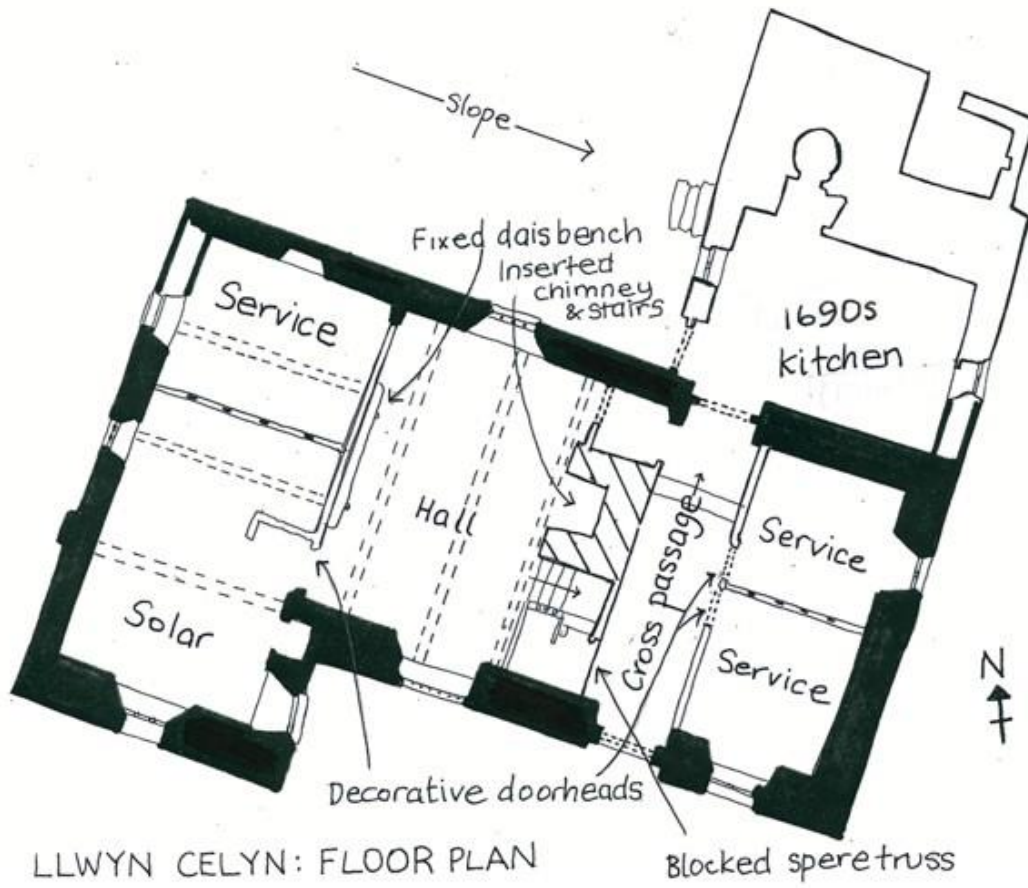 Slope
Fixed dais bench
Inserted
chimney
& stairs
1690s
kitchen
Service
Hall
Cross passage
Service
Solar
Service
N
Decorative doorheads
LLWYN CELYN: FLOOR PLAN
Blocked spere truss